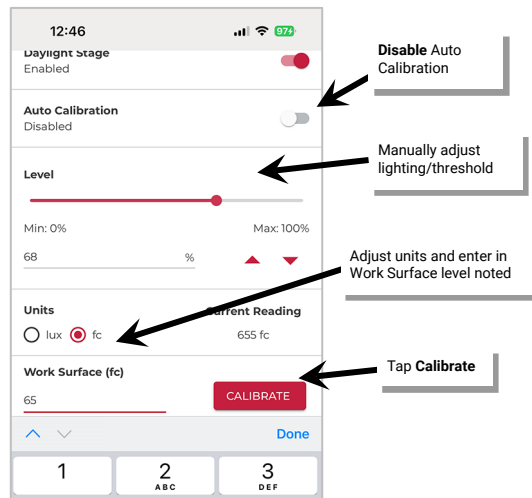 12:46
97
Daylight Stage
Enabled
Disable Auto
Calibration
Auto Calibration
Disabled
Manually adjust
lighting/threshold
Level
Min: 0% Max: 100%
68 %
Adjust units and enter in
Work Surface level noted
Units Current Reading
lux fc 655 fc
Work Surface (fc)
65
CALIBRATE
Tap Calibrate
Done
1 2 3
ABC DEF